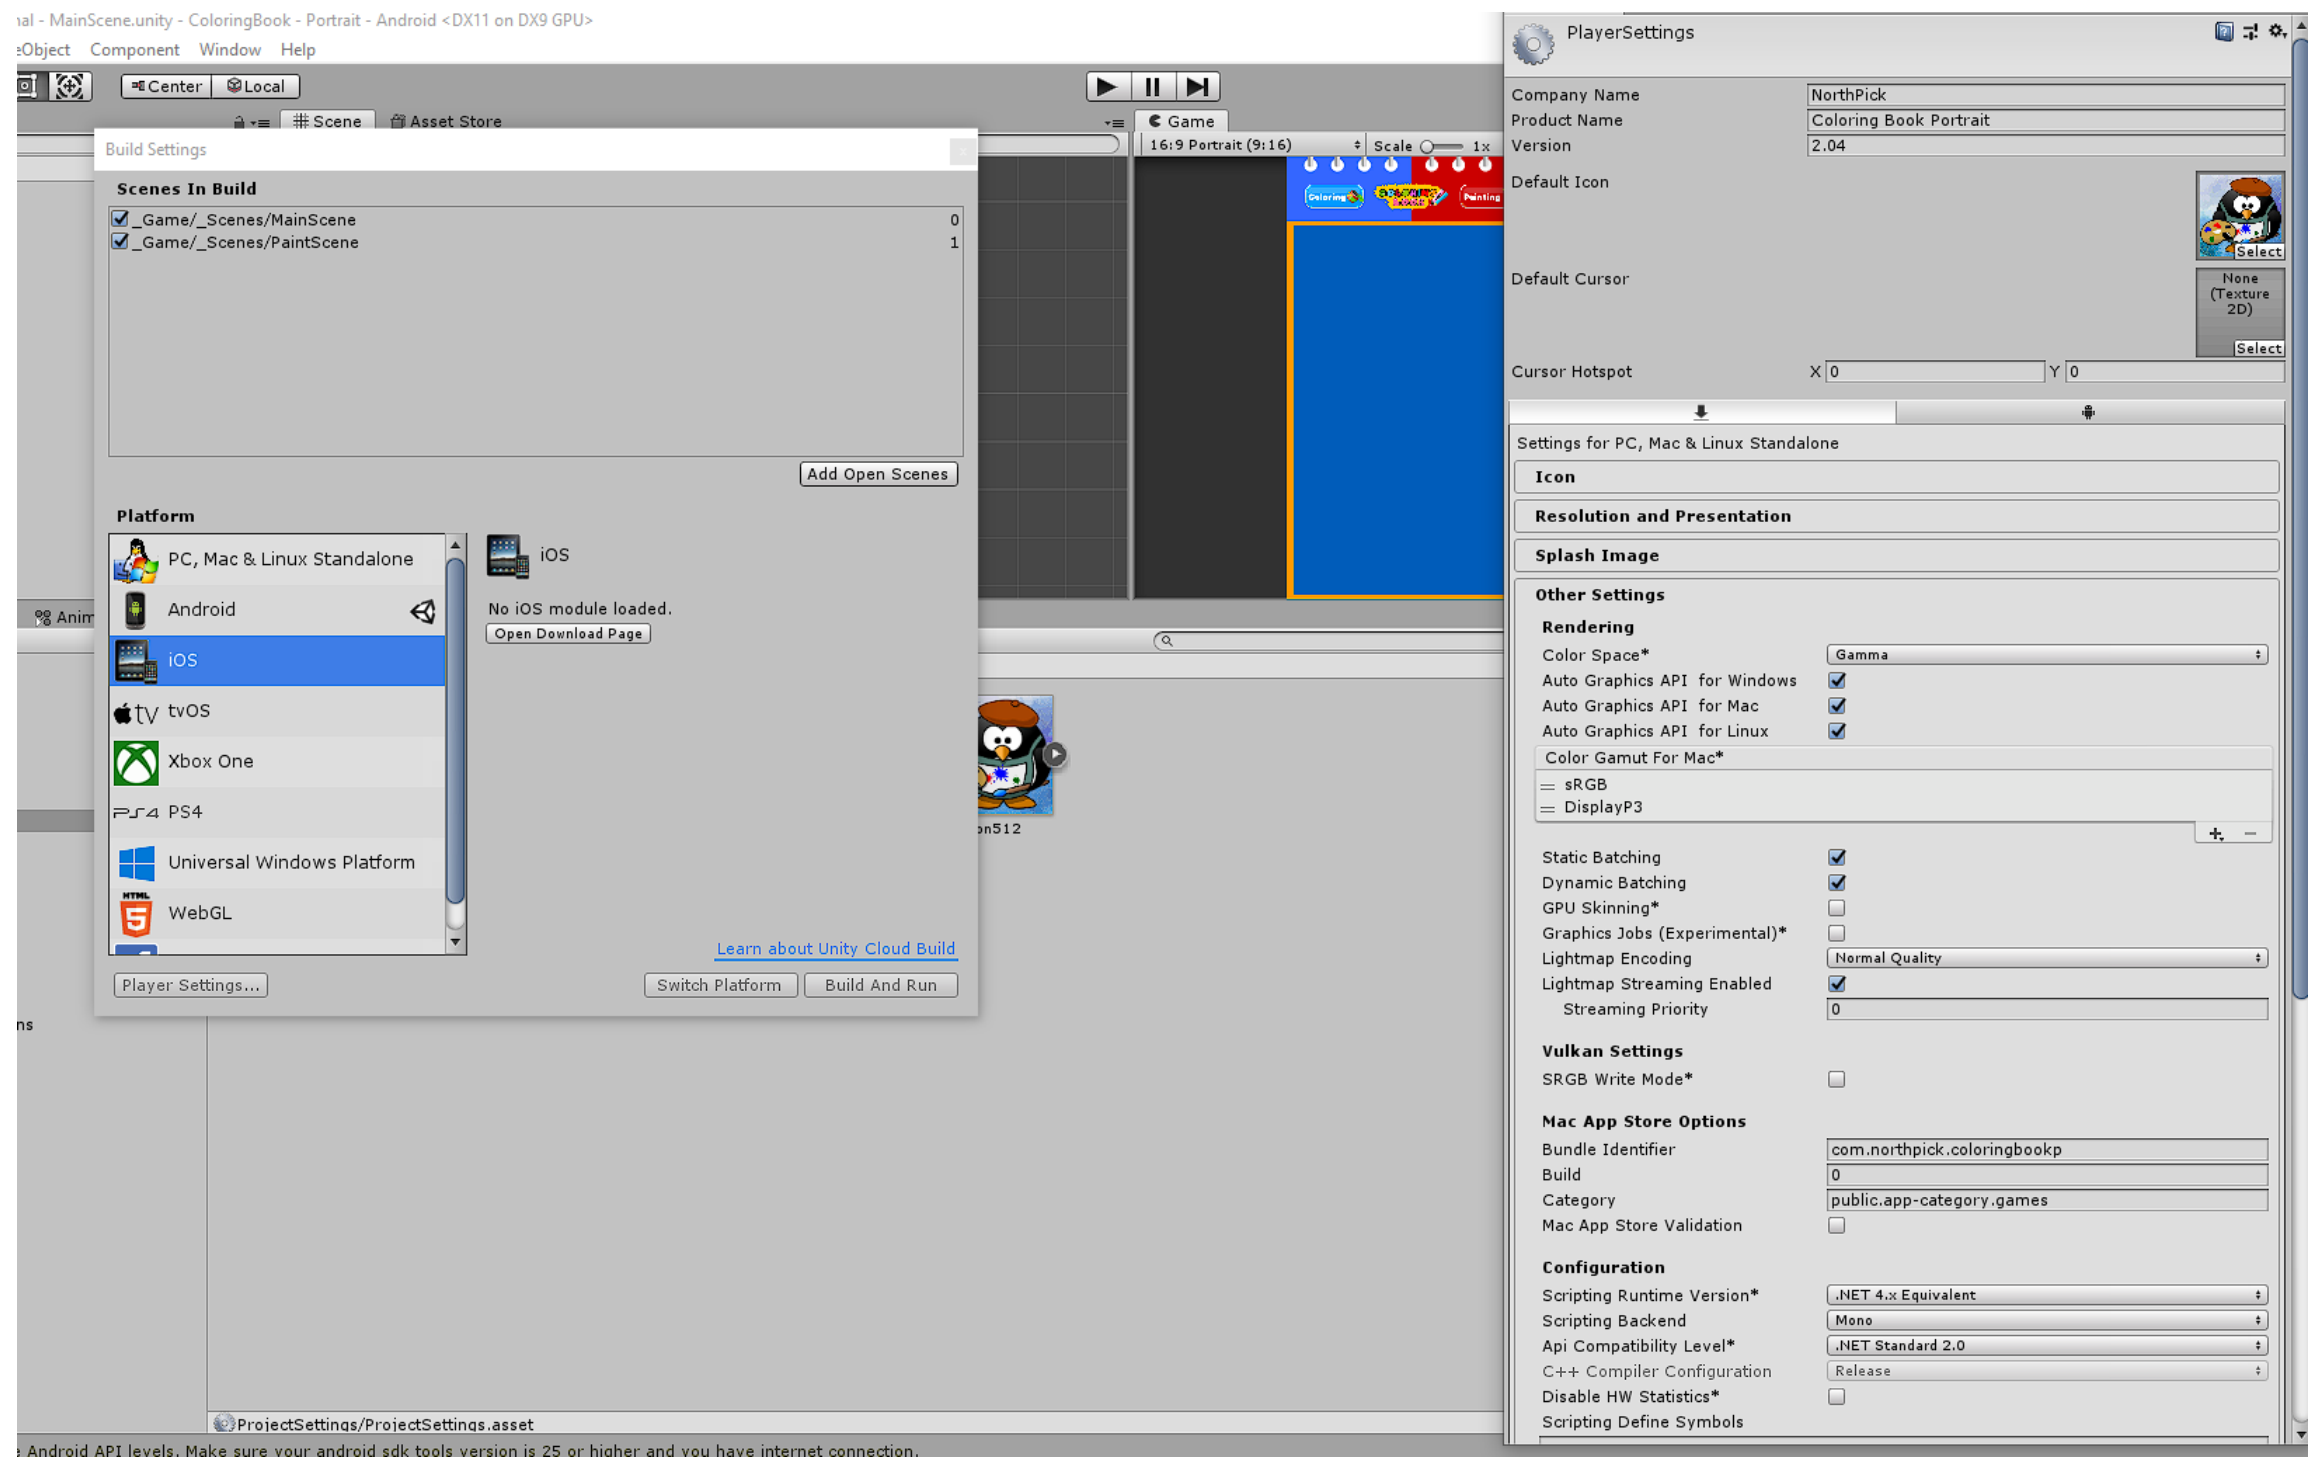 nal - MainScene.unity - ColoringBook - Portrait - Android <DX11 on DX9 GPU>
eObject Component Window Help
Center Local
Scene Asset Store
Game
16:9 Portrait (9:16) Scale 1x
Coloring Painting
Build Settings
Scenes In Build
_Game/_Scenes/MainScene 0
_Game/_Scenes/PaintScene 1
Add Open Scenes
Platform
PC, Mac & Linux Standalone
Android
iOS
tvOS
Xbox One
PS4
Universal Windows Platform
HTML 5 WebGL
iOS
No iOS module loaded.
Open Download Page
Learn about Unity Cloud Build
Player Settings...
Switch Platform
Build And Run
Anim
on512
ns
ProjectSettings/ProjectSettings.asset
Android API levels. Make sure your android sdk tools version is 25 or higher and you have internet connection.
PlayerSettings
Company Name NorthPick
Product Name Coloring Book Portrait
Version 2.04
Default Icon
Select
Default Cursor
None
(Texture
2D)
Select
Cursor Hotspot X 0 Y 0
Settings for PC, Mac & Linux Standalone
Icon
Resolution and Presentation
Splash Image
Other Settings
Rendering
Color Space* Gamma
Auto Graphics API for Windows
Auto Graphics API for Mac
Auto Graphics API for Linux
Color Gamut For Mac*
sRGB
DisplayP3
Static Batching
Dynamic Batching
GPU Skinning*
Graphics Jobs (Experimental)*
Lightmap Encoding Normal Quality
Lightmap Streaming Enabled
Streaming Priority 0
Vulkan Settings
SRGB Write Mode*
Mac App Store Options
Bundle Identifier com.northpick.coloringbookp
Build 0
Category public.app-category.games
Mac App Store Validation
Configuration
Scripting Runtime Version* .NET 4.x Equivalent
Scripting Backend Mono
Api Compatibility Level* .NET Standard 2.0
C++ Compiler Configuration Release
Disable HW Statistics*
Scripting Define Symbols